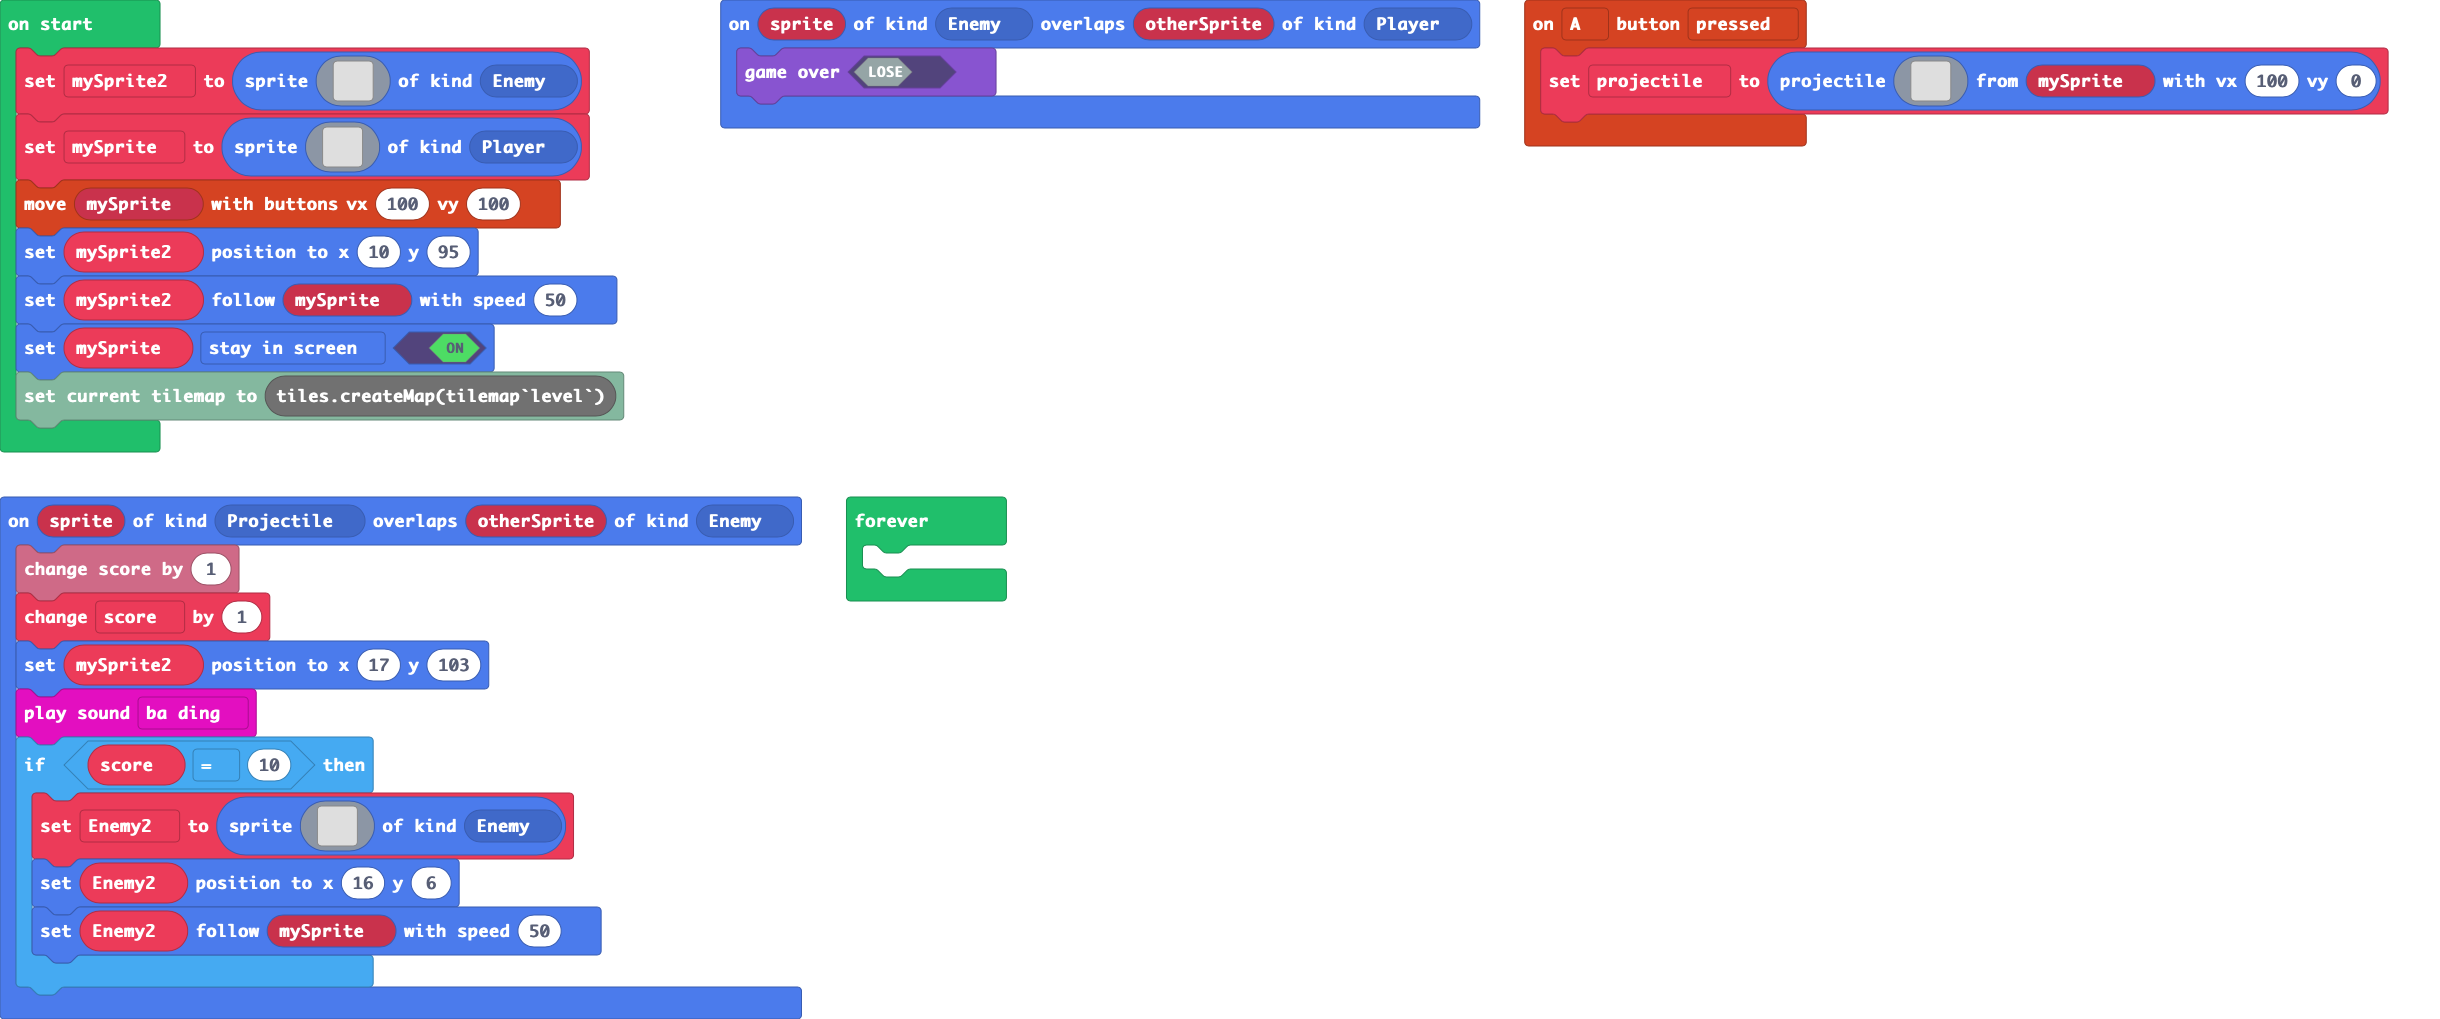 on start
set mySprite2 to sprite of kind Enemy
set mySprite to sprite of kind Player
move mySprite with buttons vx 100 vy 100
set mySprite2 position to x 10 y 95
set mySprite2 follow mySprite with speed 50
set mySprite stay in screen ON
set current tilemap to tiles.createMap(tilemap`level`)
on sprite of kind Enemy overlaps otherSprite of kind Player
game over LOSE
on A button pressed
set projectile to projectile from mySprite with vx 100 vy 0
on sprite of kind Projectile overlaps otherSprite of kind Enemy
change score by 1
change score by 1
set mySprite2 position to x 17 y 103
play sound ba ding
if score = 10 then
set Enemy2 to sprite of kind Enemy
set Enemy2 position to x 16 y 6
set Enemy2 follow mySprite with speed 50
forever